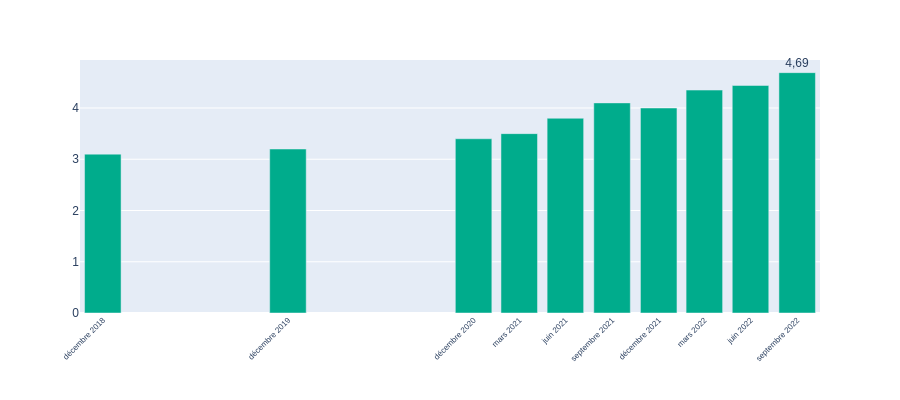 4,69
4
3
2
1
0
décembre 2018
décembre 2019
décembre 2020
mars 2021
juin 2021
septembre 2021
décembre 2021
mars 2022
juin 2022
septembre 2022